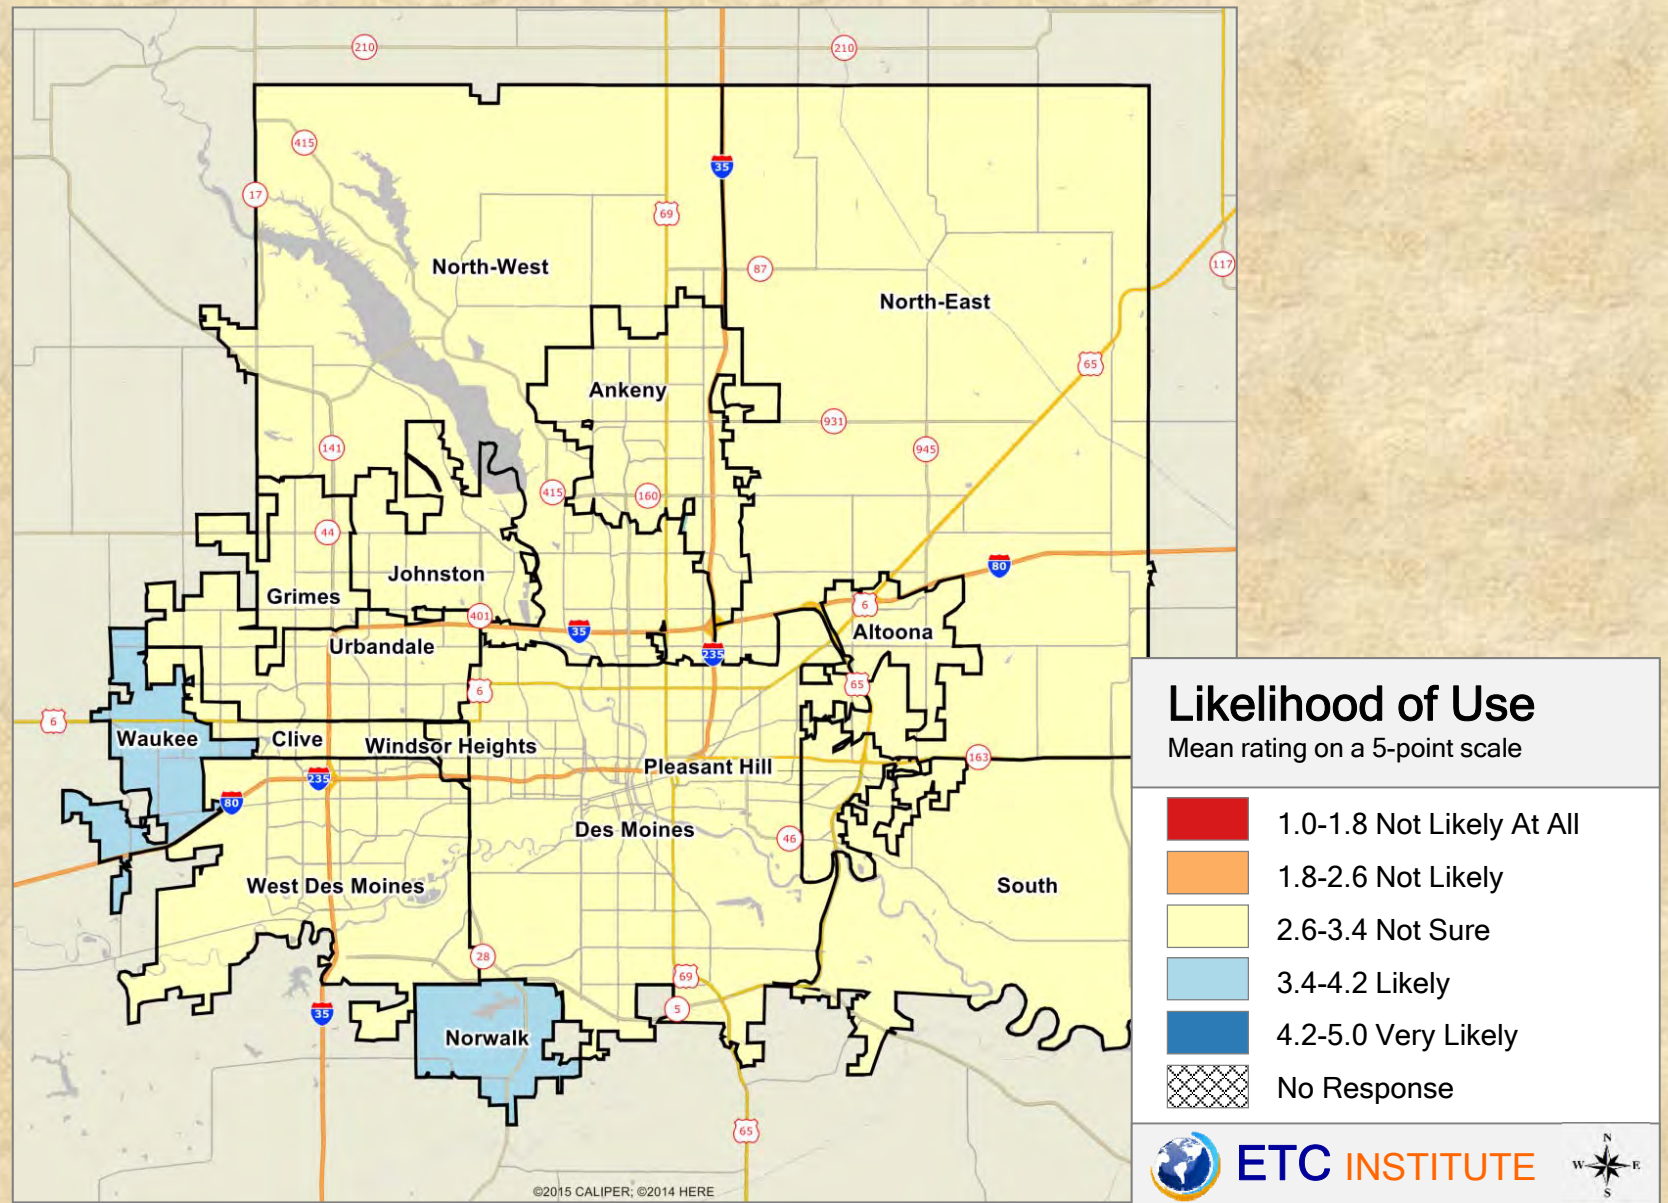 210
210
415
35
17
69
North-West
87
117
North-East
65
Ankeny
931
141
945
415
160
44
80
Johnston
Grimes
6
401
35
Altoona
Urbandale
235
65
6
6
Waukee
Clive
Windsor Heights
163
Pleasant Hill
235
80
Des Moines
46
West Des Moines
South
28
69
5
35
Norwalk
65
©2015 CALIPER; ©2014 HERE
Likelihood of Use
Mean rating on a 5-point scale
1.0-1.8 Not Likely At All
1.8-2.6 Not Likely
2.6-3.4 Not Sure
3.4-4.2 Likely
4.2-5.0 Very Likely
No Response
ETC INSTITUTE
N
W
E
S